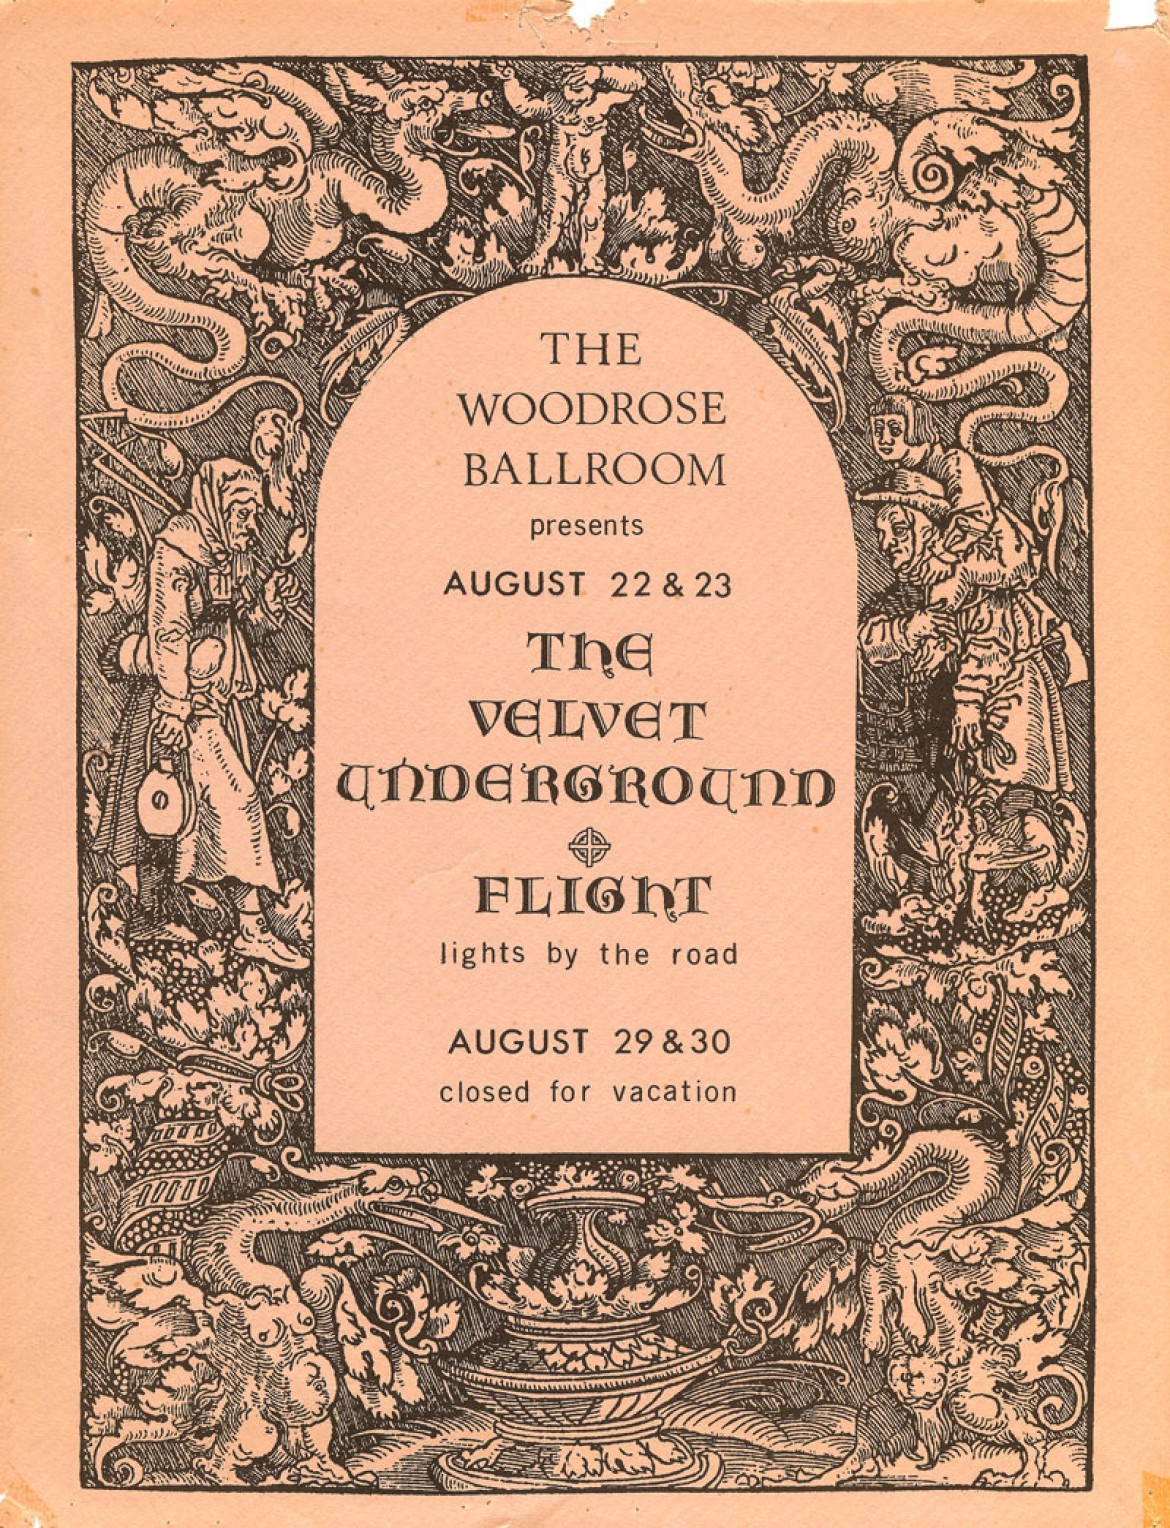 THE
WOODROSE
BALLROOM
presents
AUGUST 22 & 23
THE
VELVET
UNDERGROUND
FLIGHT
lights by the road
AUGUST 29 & 30
closed for vacation